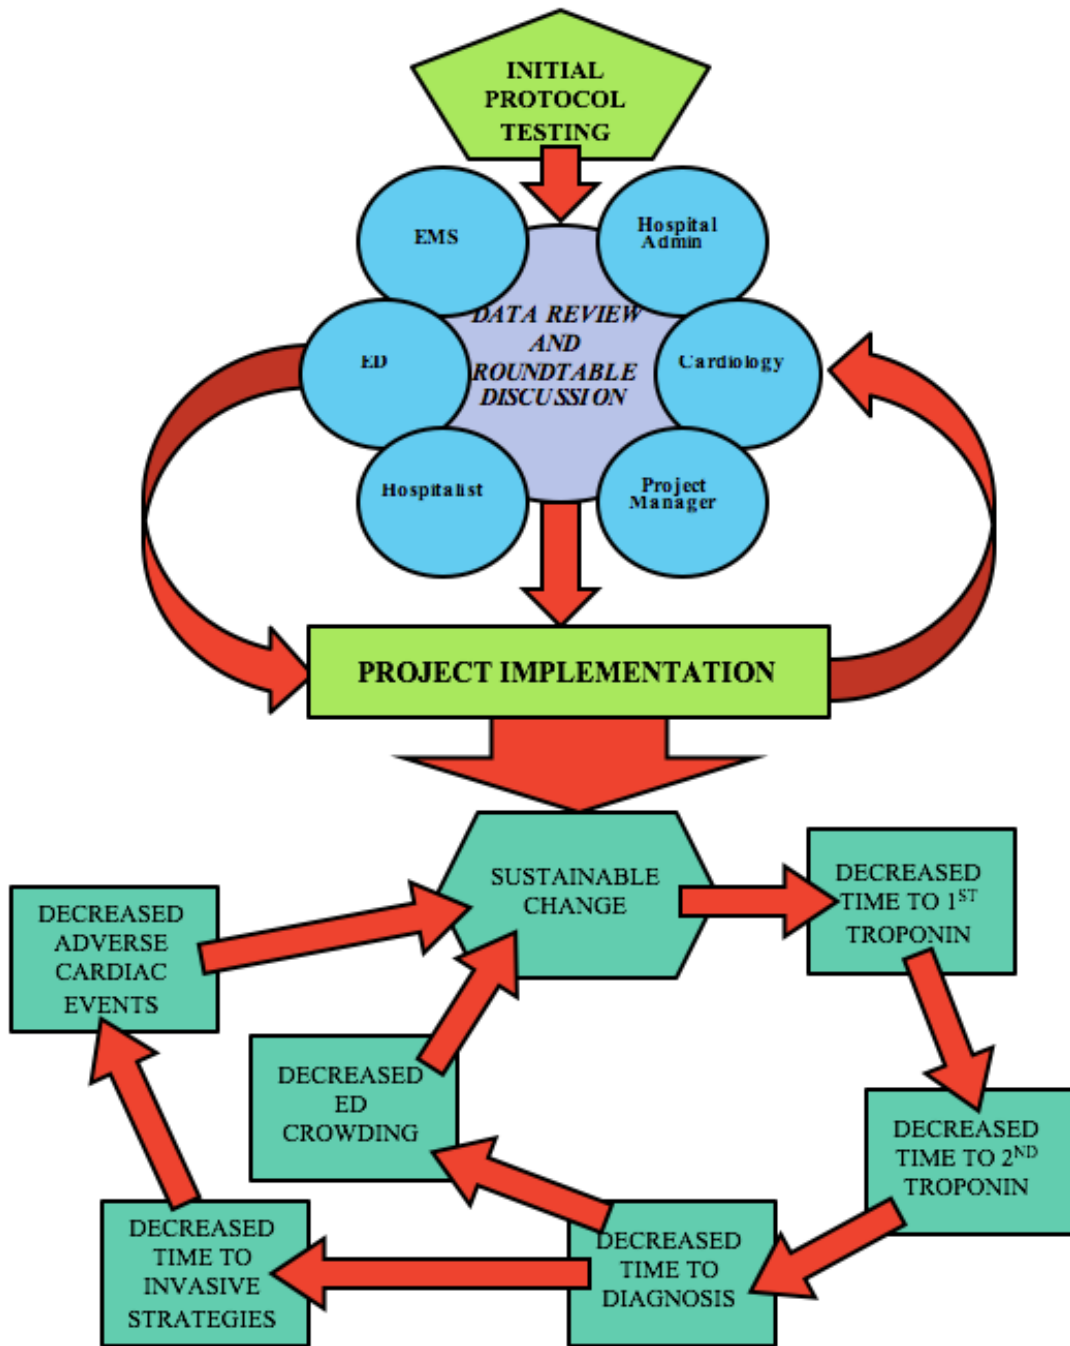 INITIAL
PROTOCOL
TESTING
EMS
Hospital
Admin
DATA REVIEW
AND
ROUNDTABLE
DISCUSSION
ED
Cardiology
Hospitalist
Project
Manager
PROJECT IMPLEMENTATION
SUSTAINABLE
CHANGE
DECREASED
TIME TO 1ST
TROPONIN
DECREASED
ADVERSE
CARDIAC
EVENTS
DECREASED
ED
CROWDING
DECREASED
TIME TO 2ND
TROPONIN
DECREASED
TIME TO
INVASIVE
STRATEGIES
DECREASED
TIME TO
DIAGNOSIS